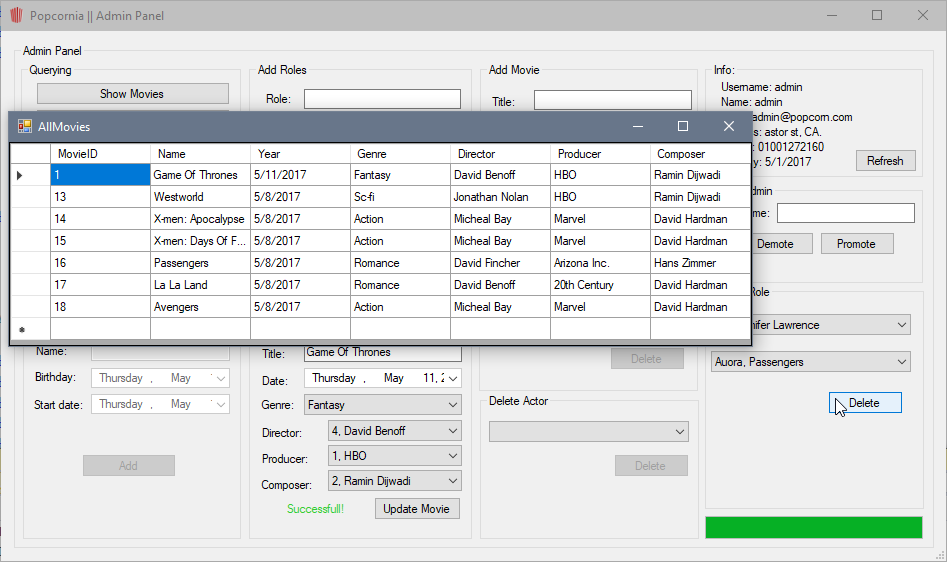 Popcornia || Admin Panel
Admin Panel
Querying
Show Movies
Add Roles
Role:
Add Movie
Title:
Info:
Username: admin
Name: admin
admin@popcorn.com
s: astor st, CA.
: 01001272160
y: 5/1/2017
Refresh
AllMovies
MovieID Name Year Genre Director Producer Composer
1 Game Of Thrones 5/11/2017 Fantasy David Benoff HBO Ramin Dijwadi
13 Westworld 5/8/2017 Sc-fi Jonathan Nolan HBO Ramin Dijwadi
14 X-men: Apocalypse 5/8/2017 Action Micheal Bay Marvel David Hardman
15 X-men: Days Of F... 5/8/2017 Action Micheal Bay Marvel David Hardman
16 Passengers 5/8/2017 Romance David Fincher Arizona Inc. Hans Zimmer
17 La La Land 5/8/2017 Romance David Benoff 20th Century David Hardman
18 Avengers 5/8/2017 Action Micheal Bay Marvel David Hardman
dmin
me:
Demote
Promote
Role
nifer Lawrence
Auora, Passengers
Delete
Name:
Birthday:
Thursday , May
Start date:
Thursday , May
Add
Title:
Game Of Thrones
Date:
Thursday , May 11, 2
Genre:
Fantasy
Director:
4, David Benoff
Producer:
1, HBO
Composer:
2, Ramin Dijwadi
Successfull!
Update Movie
Delete
Delete Actor
Delete